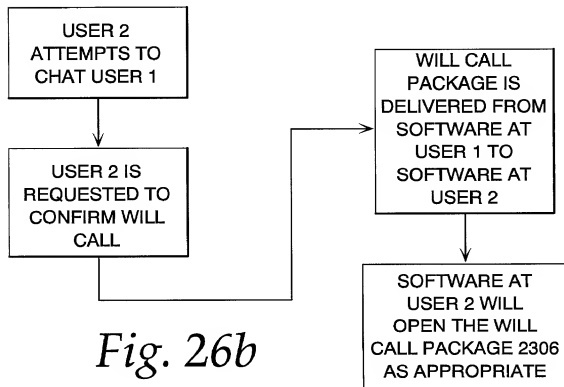 USER 2
ATTEMPTS TO
CHAT USER 1
USER 2 IS
REQUESTED TO
CONFIRM WILL
CALL
WILL CALL
PACKAGE IS
DELIVERED FROM
SOFTWARE AT
USER 1 TO
SOFTWARE AT
USER 2
SOFTWARE AT
USER 2 WILL
OPEN THE WILL
CALL PACKAGE 2306
AS APPROPRIATE
Fig. 26b